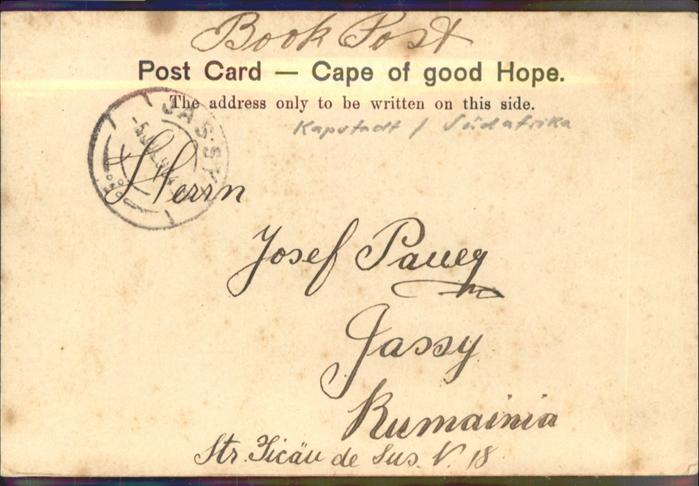 Book Post
Post Card — Cape of good Hope.
The address only to be written on this side.
Kapstadt / Südafrika
JASSY
Herrn
Josef
Jassy
Rumainia
Str. Ticău de Sus. N. 18